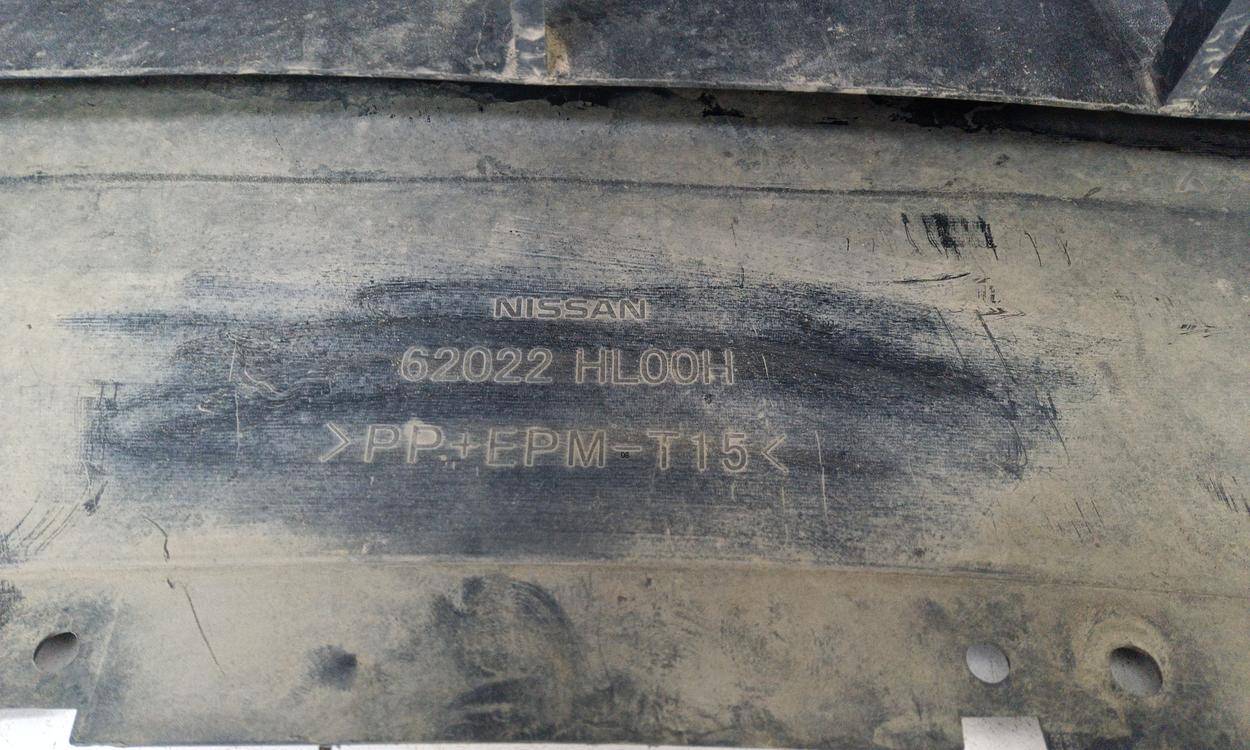 NISSAN
62022 HL00H
>PP+EPM-T15<